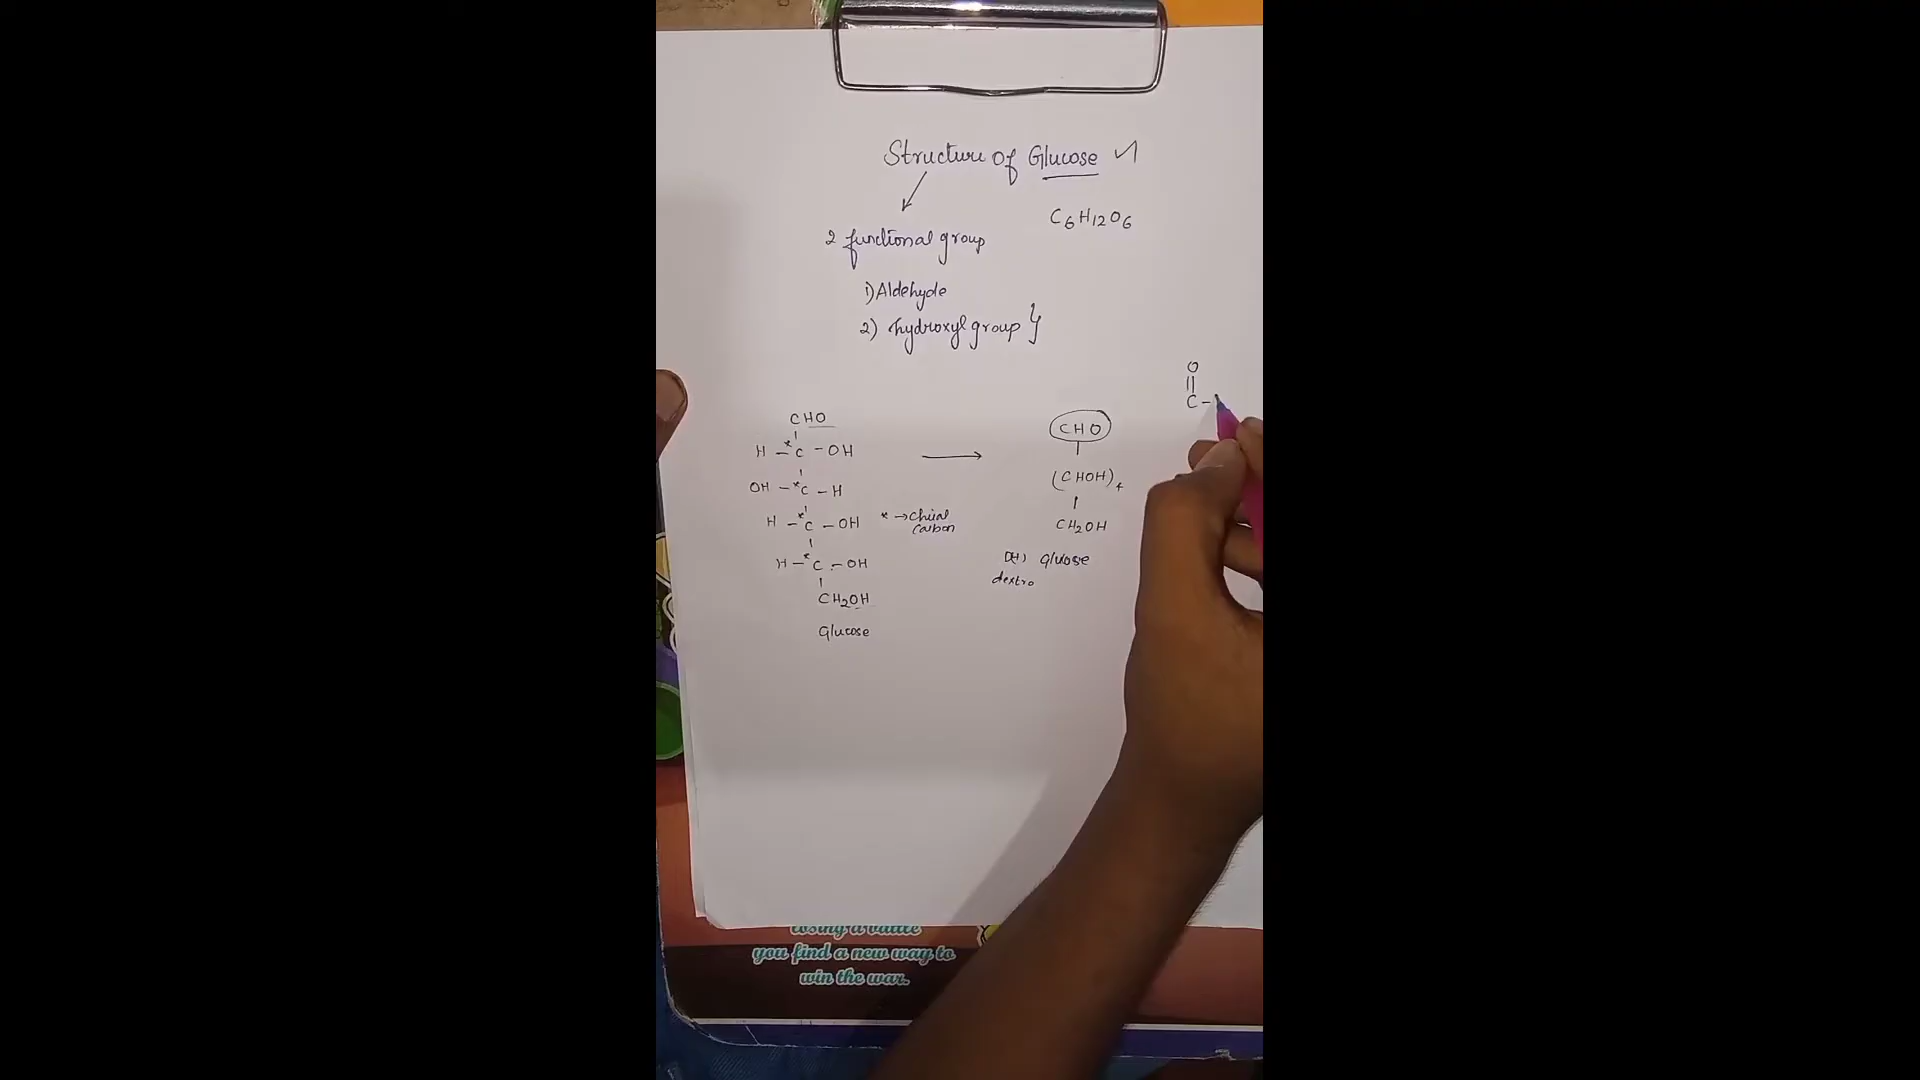 Structure of Glucose
C6H12O6
2 functional group
1) Aldehyde
2) hydroxyl group
O
||
C -
CHO
|
H - *C - OH
|
OH - *C - H
|
H - *C - OH
|
H - *C - OH
|
CH2OH
Glucose
* → Chiral
Carbon
→
CHO
|
(CHOH)4
|
CH2OH
D(+) Glucose
dextro
you find a new way to
win the war.